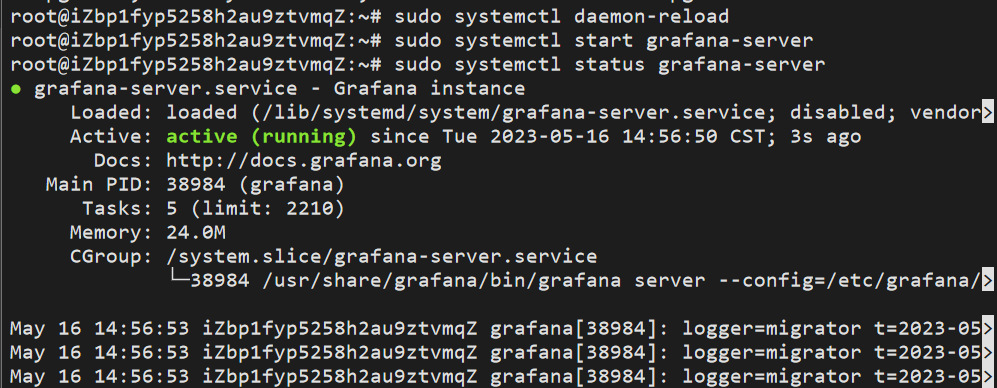 root@iZbp1fyp5258h2au9ztvmqZ:~# sudo systemctl daemon-reload
root@iZbp1fyp5258h2au9ztvmqZ:~# sudo systemctl start grafana-server
root@iZbp1fyp5258h2au9ztvmqZ:~# sudo systemctl status grafana-server
● grafana-server.service - Grafana instance
Loaded: loaded (/lib/systemd/system/grafana-server.service; disabled; vendor>
Active: active (running) since Tue 2023-05-16 14:56:50 CST; 3s ago
Docs: http://docs.grafana.org
Main PID: 38984 (grafana)
Tasks: 5 (limit: 2210)
Memory: 24.0M
CGroup: /system.slice/grafana-server.service
└─38984 /usr/share/grafana/bin/grafana server --config=/etc/grafana/>
May 16 14:56:53 iZbp1fyp5258h2au9ztvmqZ grafana[38984]: logger=migrator t=2023-05>
May 16 14:56:53 iZbp1fyp5258h2au9ztvmqZ grafana[38984]: logger=migrator t=2023-05>
May 16 14:56:53 iZbp1fyp5258h2au9ztvmqZ grafana[38984]: logger=migrator t=2023-05>